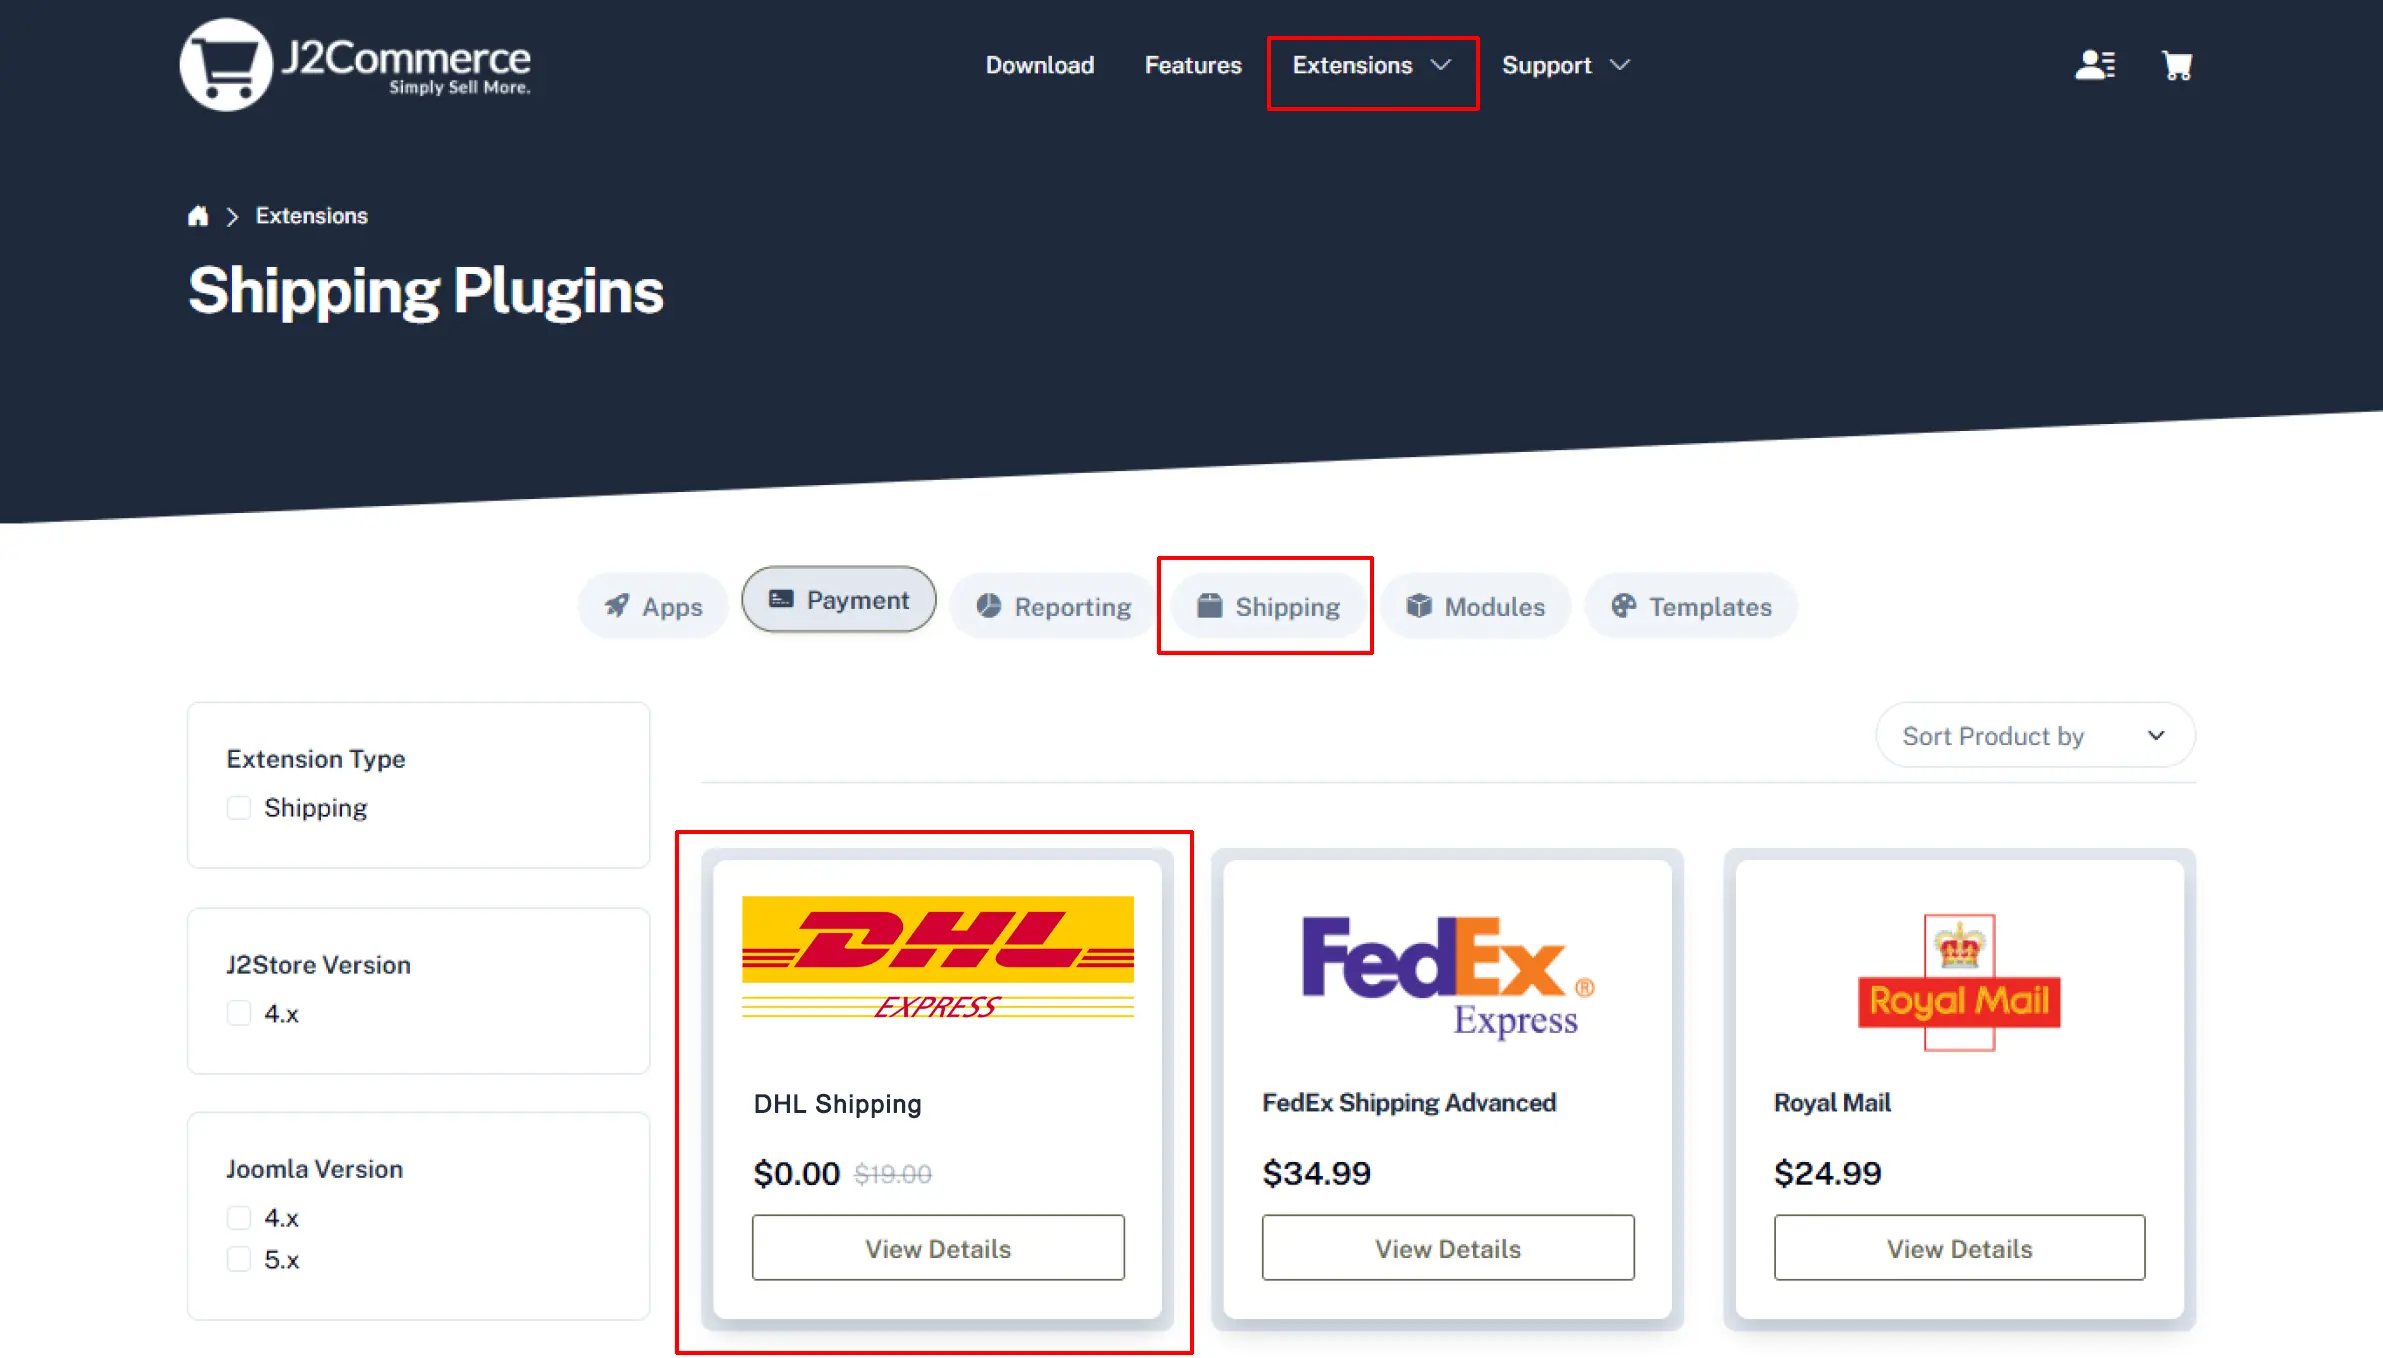 J2Commerce
Simply Sell More.
Download Features Extensions Support
Extensions
Shipping Plugins
Apps Payment Reporting Shipping Modules Templates
Sort Product by
Extension Type
Shipping
J2Store Version
4.x
Joomla Version
4.x
5.x
DHL
EXPRESS
DHL Shipping
$0.00 $19.00
View Details
FedEx ®
Express
FedEx Shipping Advanced
$34.99
View Details
Royal Mail
Royal Mail
$24.99
View Details